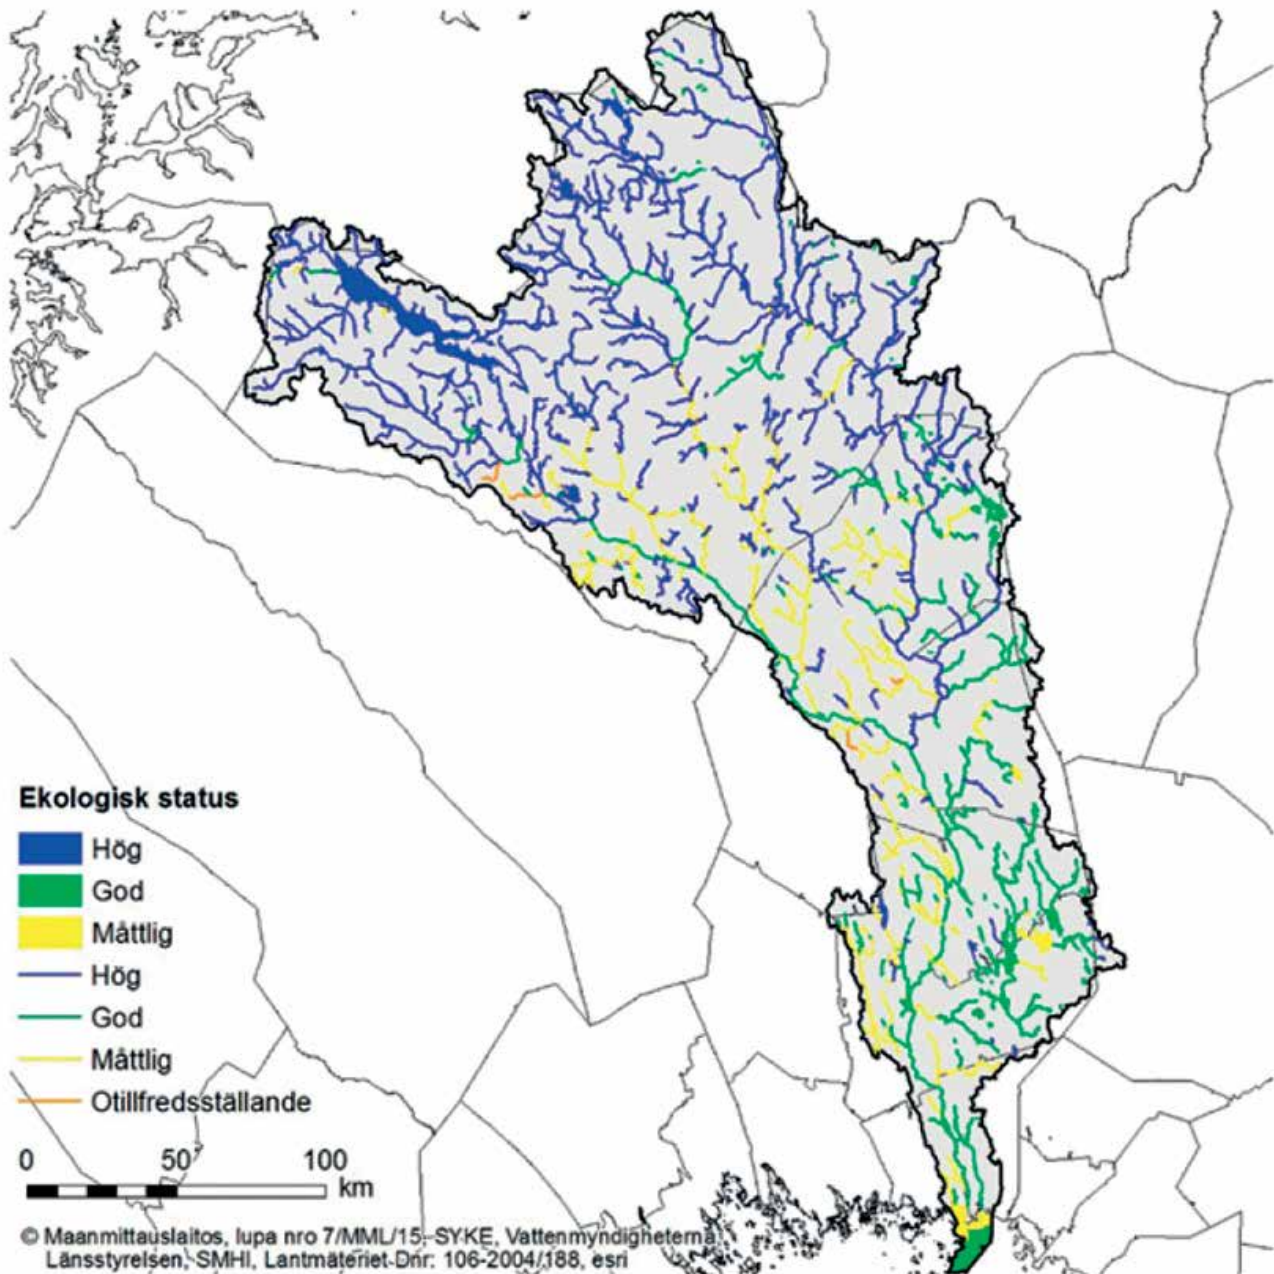 Ekologisk status
Hög
God
Måttlig
Hög
God
Måttlig
Otillfredsställande
0 50 100
km
© Maanmittauslaitos, lupa nro 7/MML/15, SYKE, Vattenmyndigheterna
Länsstyrelsen, SMHI, Lantmäteriet Dnr: 106-2004/188, esri